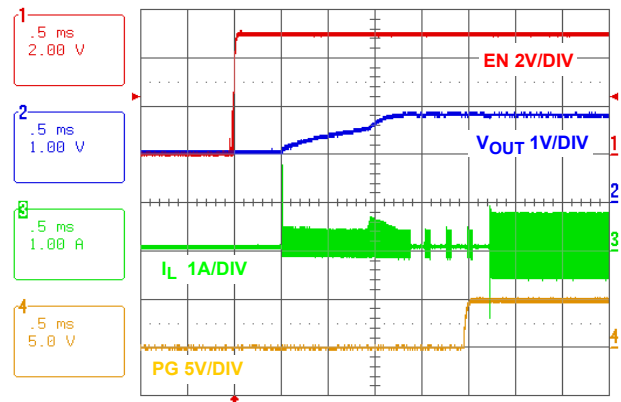 1
.5 ms
2.00 V
2
.5 ms
1.00 V
3
.5 ms
1.00 A
4
.5 ms
5.0 V
EN 2V/DIV
1
VOUT 1V/DIV
2
3
IL 1A/DIV
4
PG 5V/DIV